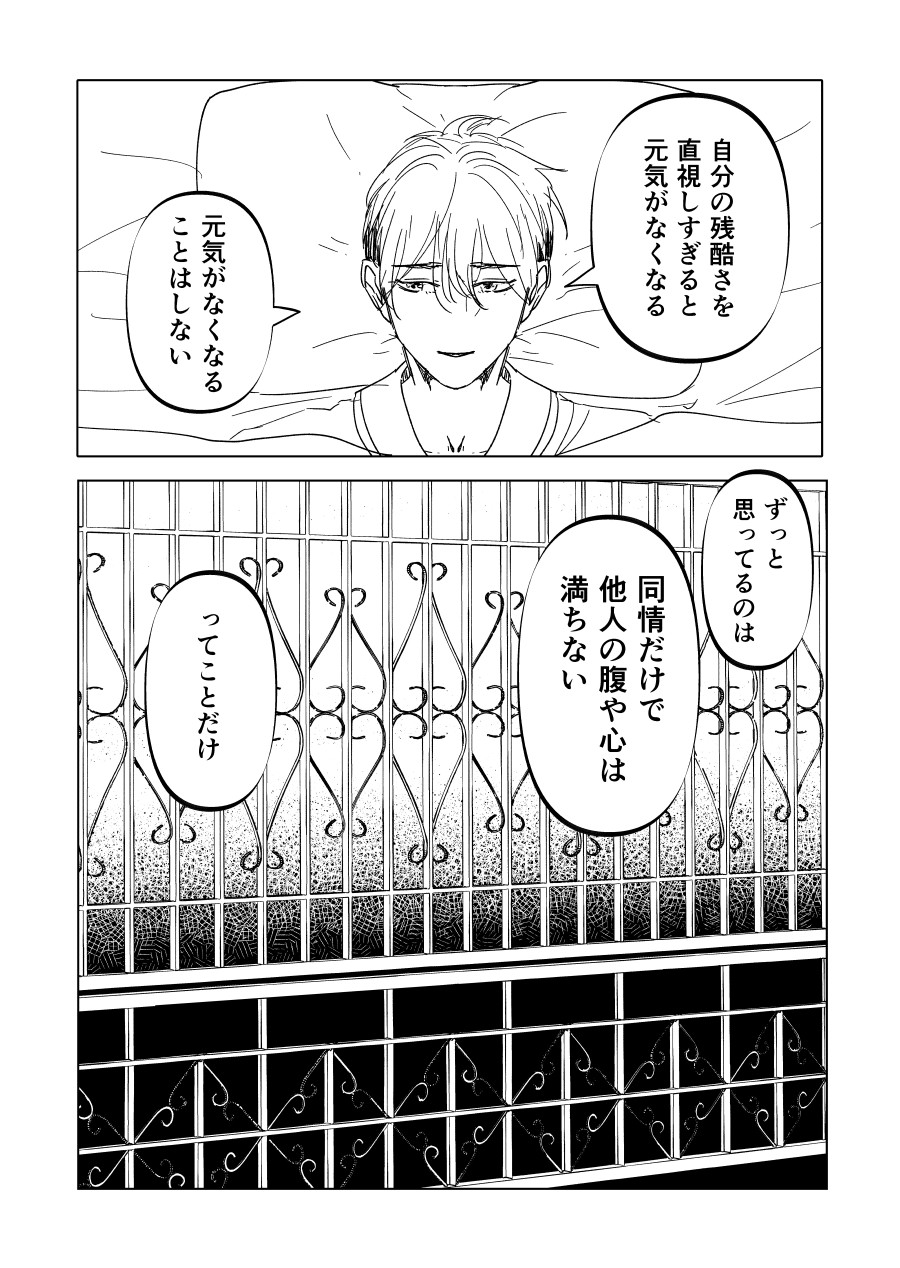 自分の残酷さを
直視しすぎると
元気がなくなる
元気がなくなる
ことはしない
ずっと
思ってるのは
同情だけで
他人の腹や心は
満ちない
ってことだけ